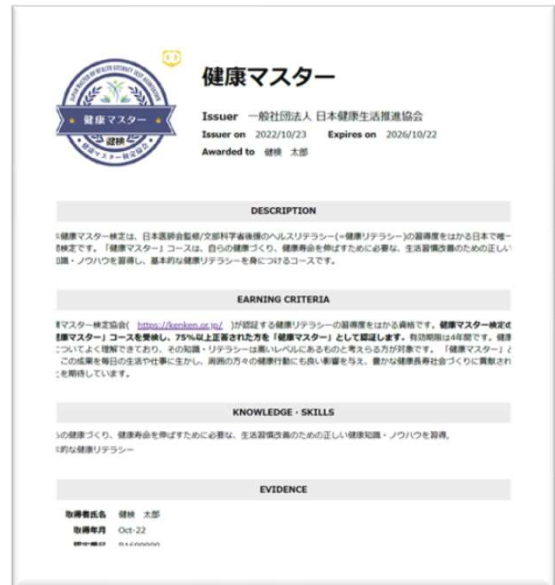 健康マスター
健検
健康マスター
Issuer 一般社団法人 日本健康生活推進協会
Issuer on 2022/10/23 Expires on 2026/10/22
Awarded to 健検 太郎
DESCRIPTION
健康マスター検定は、日本医師会監修/文部科学省後援のヘルスリテラシー(=健康リテラシー)の習得度をはかる日本で唯一
検定です。「健康マスター」コースは、自らの健康づくり、健康寿命を伸ばすために必要な、生活習慣改善のための正しい
知識・ノウハウを習得し、基本的な健康リテラシーを身につけるコースです。
EARNING CRITERIA
マスター検定協会( https://kenken.or.jp/ )が認証する健康リテラシーの習得度をはかる資格です。健康マスター検定の
健康マスター」コースを受検し、75%以上正答された方を「健康マスター」として認証します。有効期限は4年間です。健康
についてよく理解できており、その知識・リテラシーは高いレベルにあるものと考えらる方が対象です。 「健康マスター」と
この成果を毎日の生活や仕事に生かし、周囲の方々の健康行動にも良い影響を与え、豊かな健康長寿社会づくりに貢献され
とを期待しています。
KNOWLEDGE・SKILLS
らの健康づくり、健康寿命を伸ばすために必要な、生活習慣改善のための正しい健康知識・ノウハウを習得,
的な健康リテラシー
EVIDENCE
取得者氏名 健検 太郎
取得年月 Oct-22